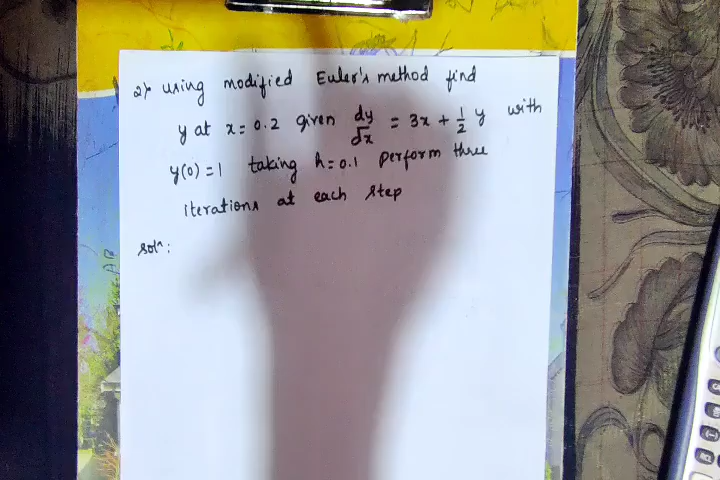 2) using modified Euler's method find
y at x = 0.2 given dy/dx = 3x + 1/2 y with
y(0) = 1 taking h = 0.1 perform three
iterations at each step
solⁿ:
AB